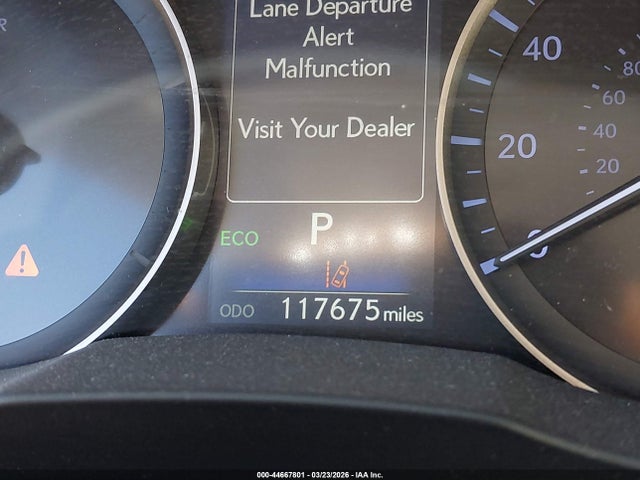 Lane Departure
Alert
Malfunction
Visit Your Dealer
ECO
P
ODO 117675 miles
R
40
20
0
80
60
40
20
000-44667801 - 03/23/2026 - IAA Inc.